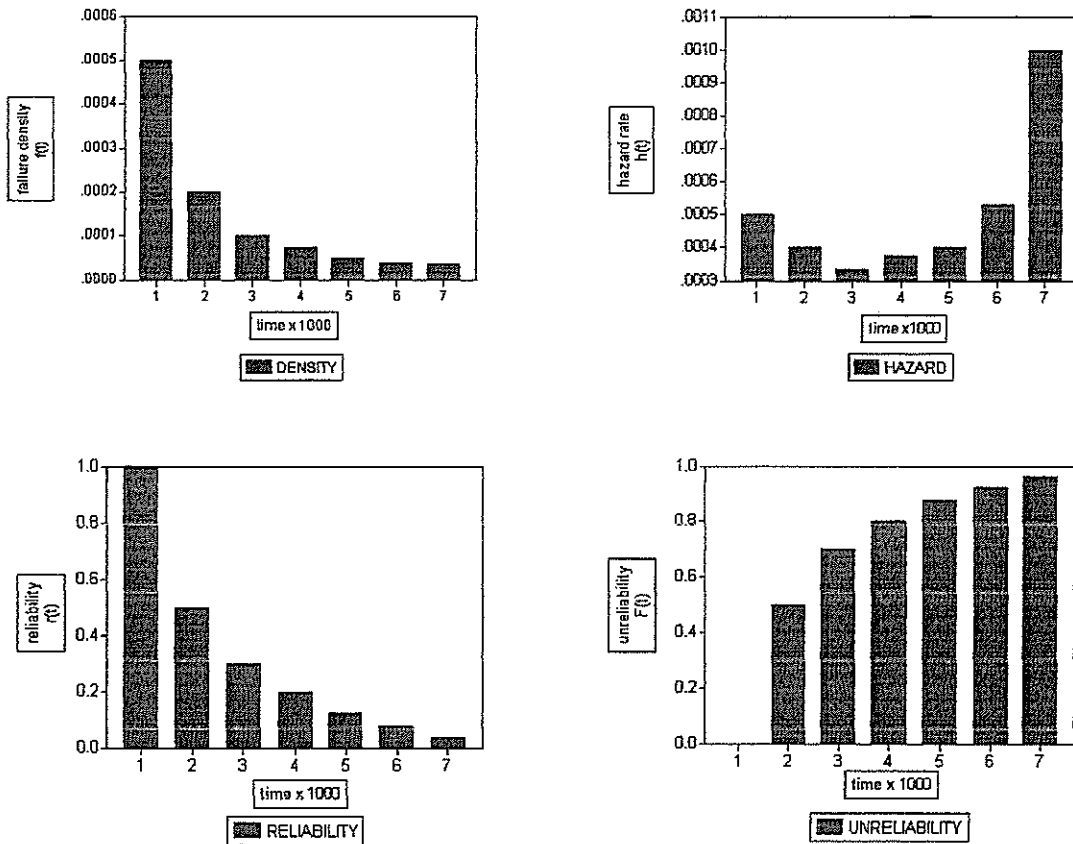 .0006
.0005
.0004
.0003
.0002
.0001
.0000
failure density
f(t)
1 2 3 4 5 6 7
time x 1000
DENSITY
.0011
.0010
.0009
.0008
.0007
.0006
.0005
.0004
.0003
hazard rate
h(t)
1 2 3 4 5 6 7
time x1000
HAZARD
1.0
0.8
0.6
0.4
0.2
0.0
reliability
r(t)
1 2 3 4 5 6 7
time x 1000
RELIABILITY
1.0
0.8
0.6
0.4
0.2
0.0
unreliability
F(t)
1 2 3 4 5 6 7
time x 1000
UNRELIABILITY